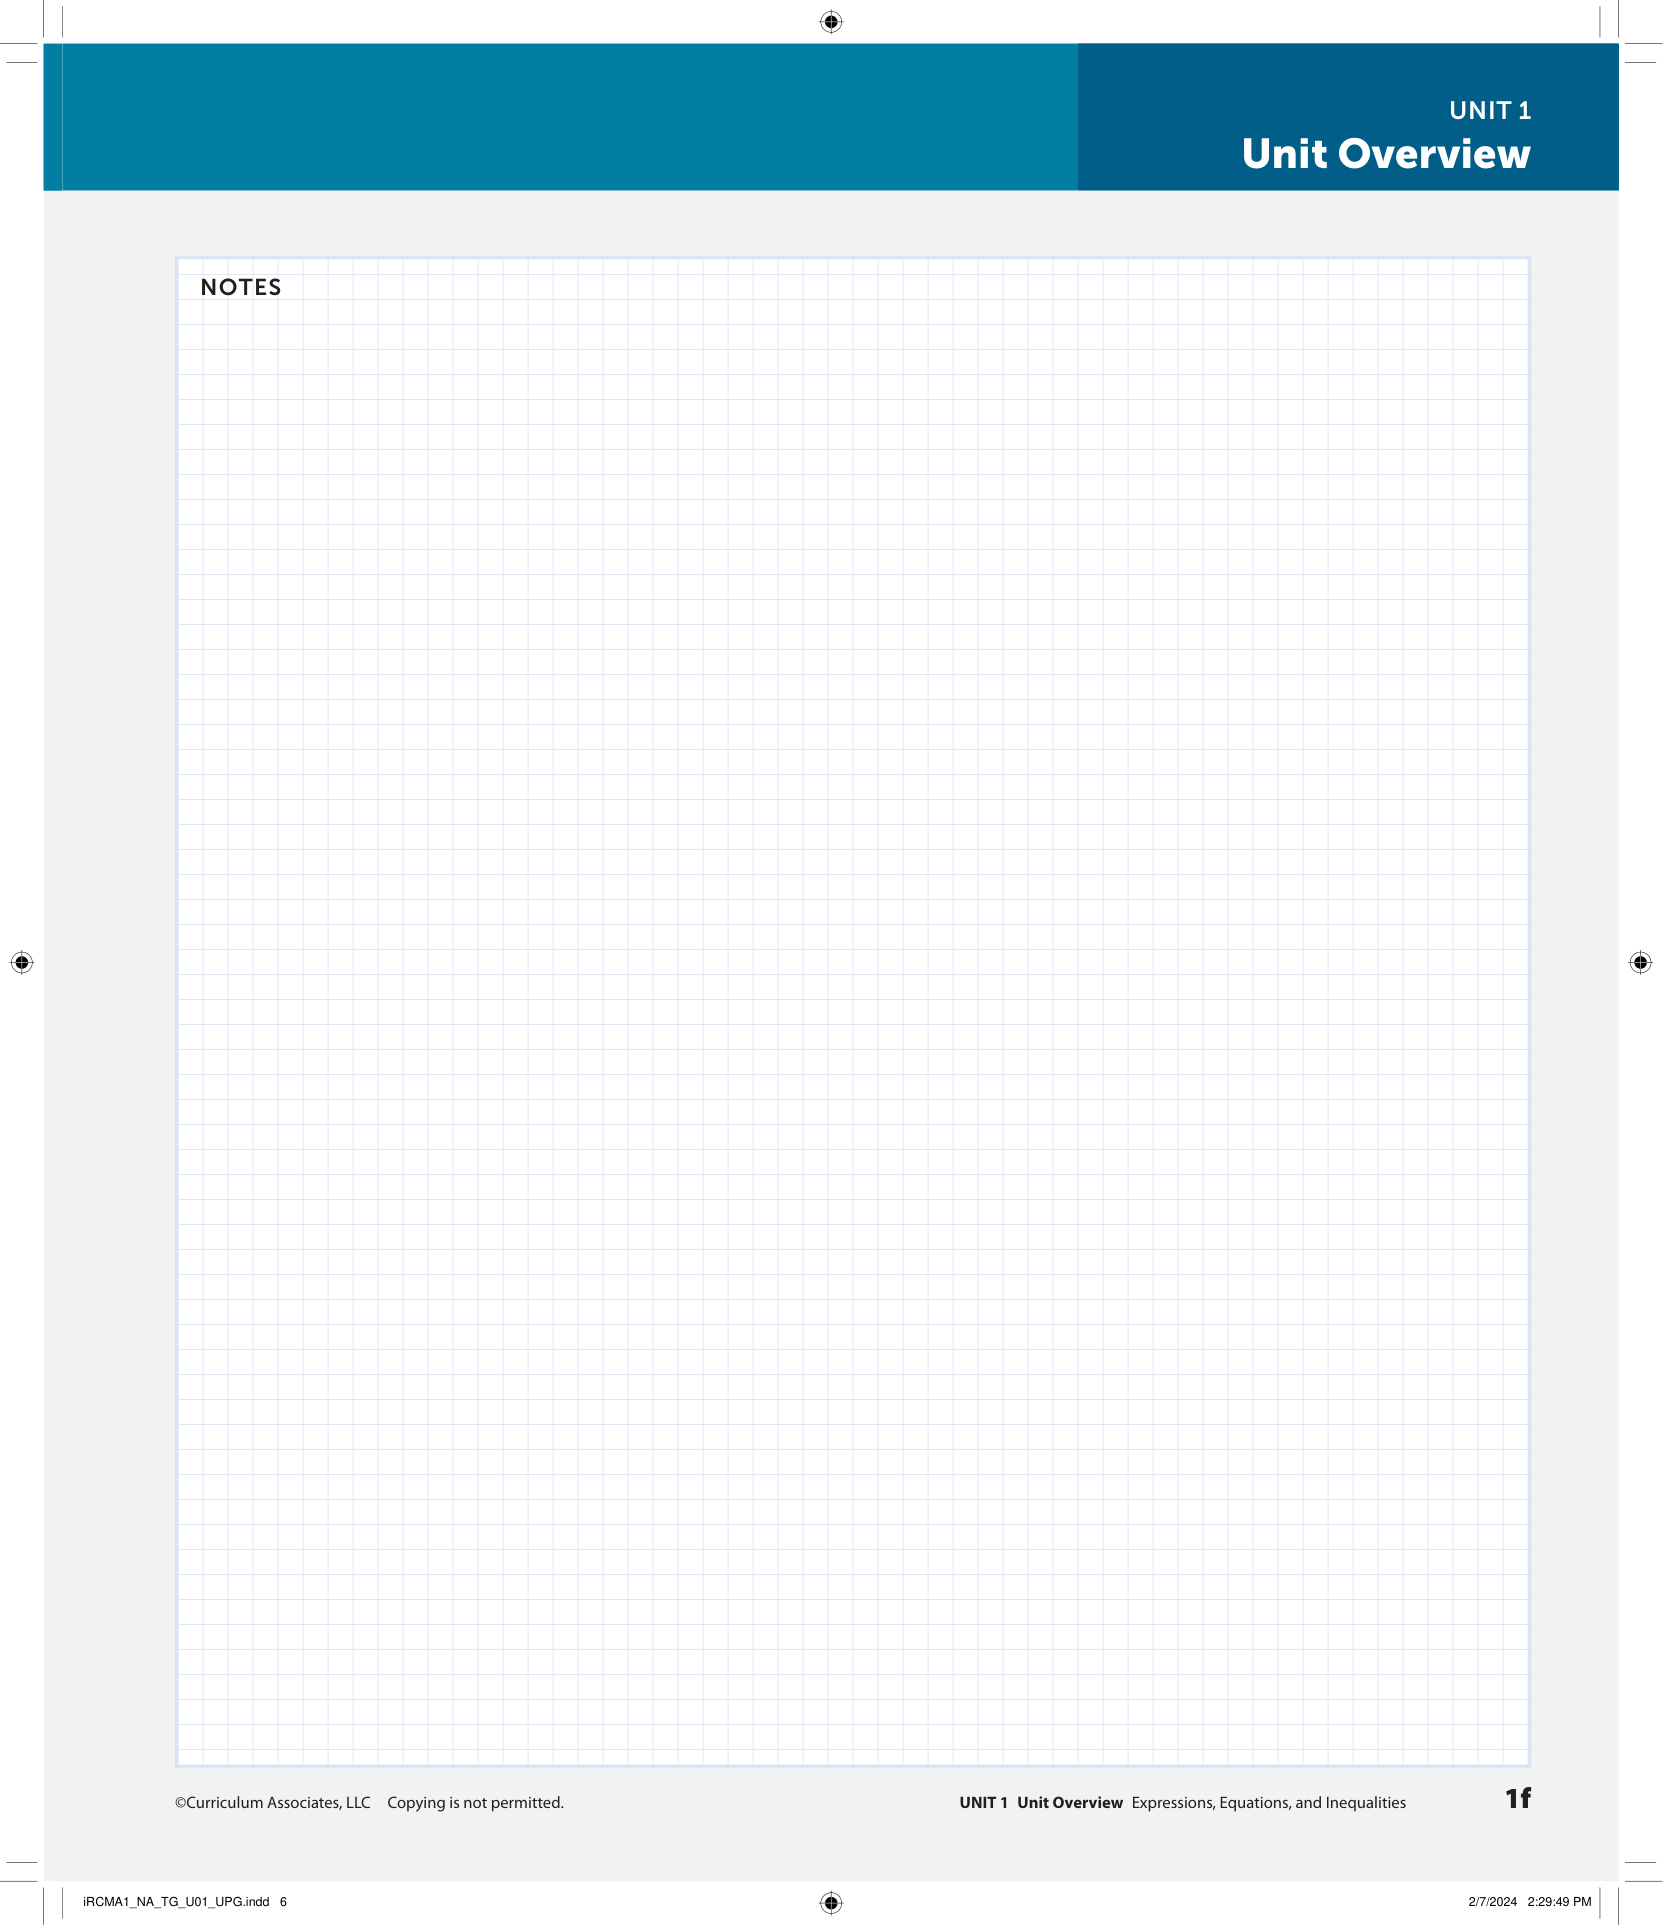 UNIT 1
Unit Overview
NOTES
©Curriculum Associates, LLC Copying is not permitted.
UNIT 1 Unit Overview Expressions, Equations, and Inequalities
1f
iRCMA1_NA_TG_U01_UPG.indd 6
2/7/2024 2:29:49 PM